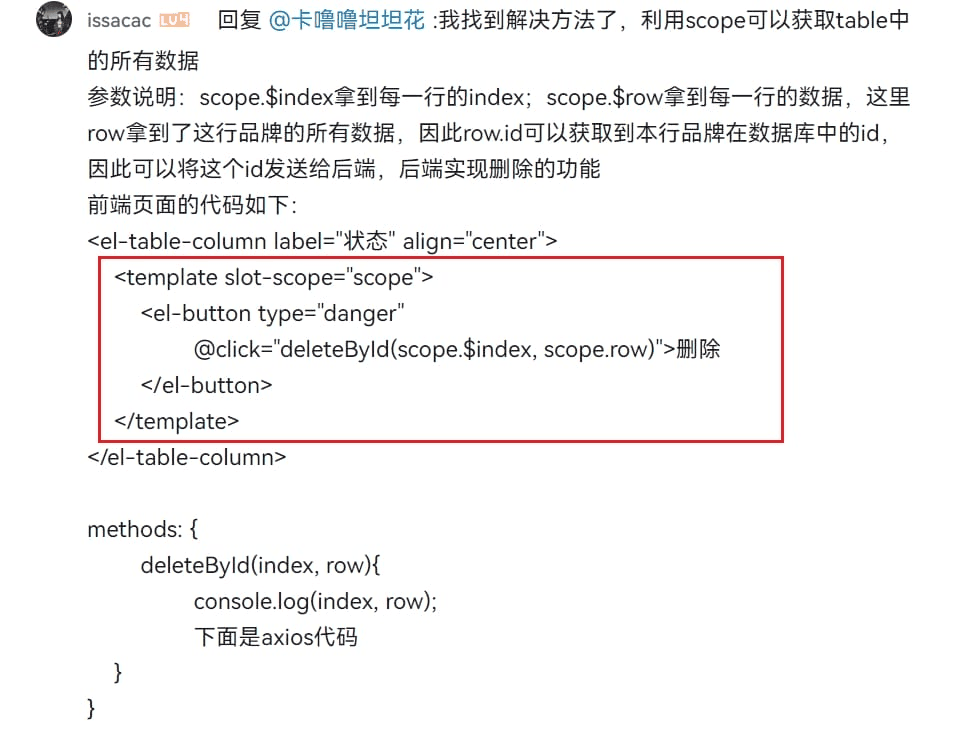 issacac LV4 回复 @卡噜噜坦坦花 :我找到解决方法了，利用scope可以获取table中
的所有数据
参数说明：scope.$index拿到每一行的index；scope.$row拿到每一行的数据，这里
row拿到了这行品牌的所有数据，因此row.id可以获取到本行品牌在数据库中的id，
因此可以将这个id发送给后端，后端实现删除的功能
前端页面的代码如下：
<el-table-column label="状态" align="center">
<template slot-scope="scope">
<el-button type="danger"
@click="deleteById(scope.$index, scope.row)">删除
</el-button>
</template>
</el-table-column>
methods: {
deleteById(index, row){
console.log(index, row);
下面是axios代码
}
}